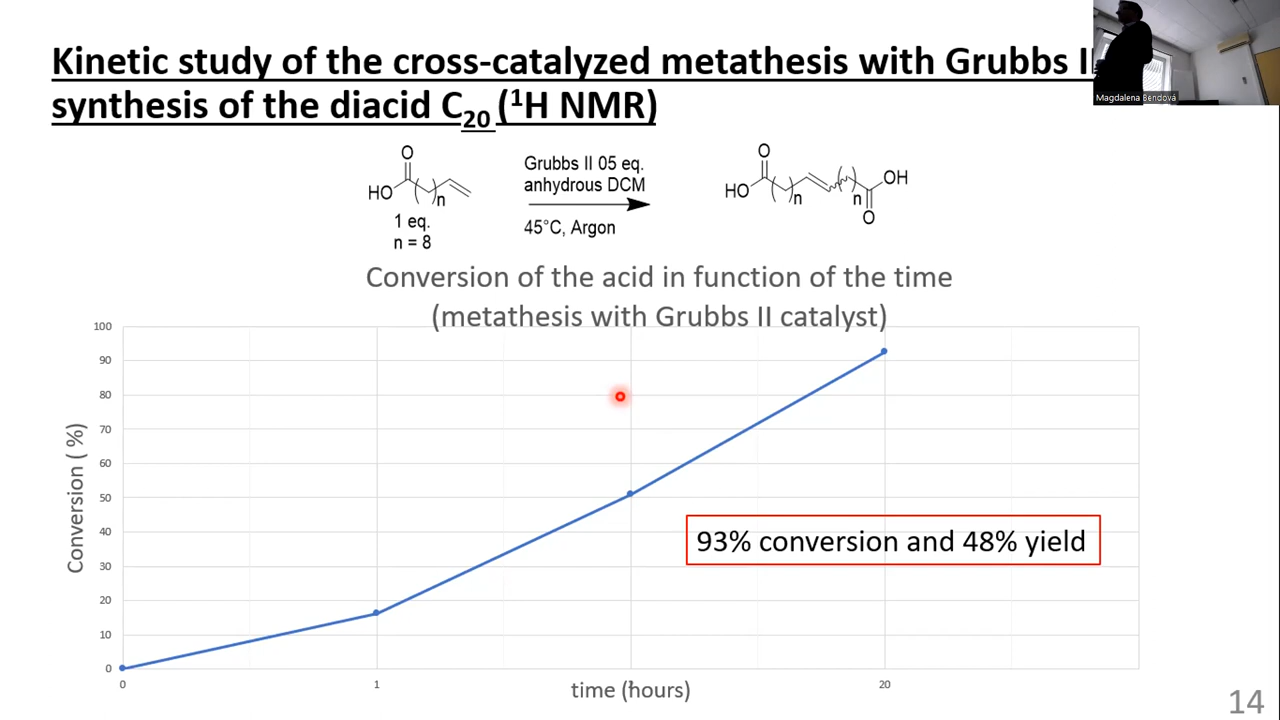 Kinetic study of the cross-catalyzed metathesis with Grubbs II
synthesis of the diacid C20 (1H NMR)
Magdalena Bendová
O
HO
n
1 eq.
n = 8
Grubbs II 05 eq.
anhydrous DCM
45°C, Argon
O
HO
n
n
OH
O
Conversion of the acid in function of the time
(metathesis with Grubbs II catalyst)
Conversion ( %)
100
90
80
70
60
50
40
30
20
10
0
93% conversion and 48% yield
0
1
20
time (hours)
14